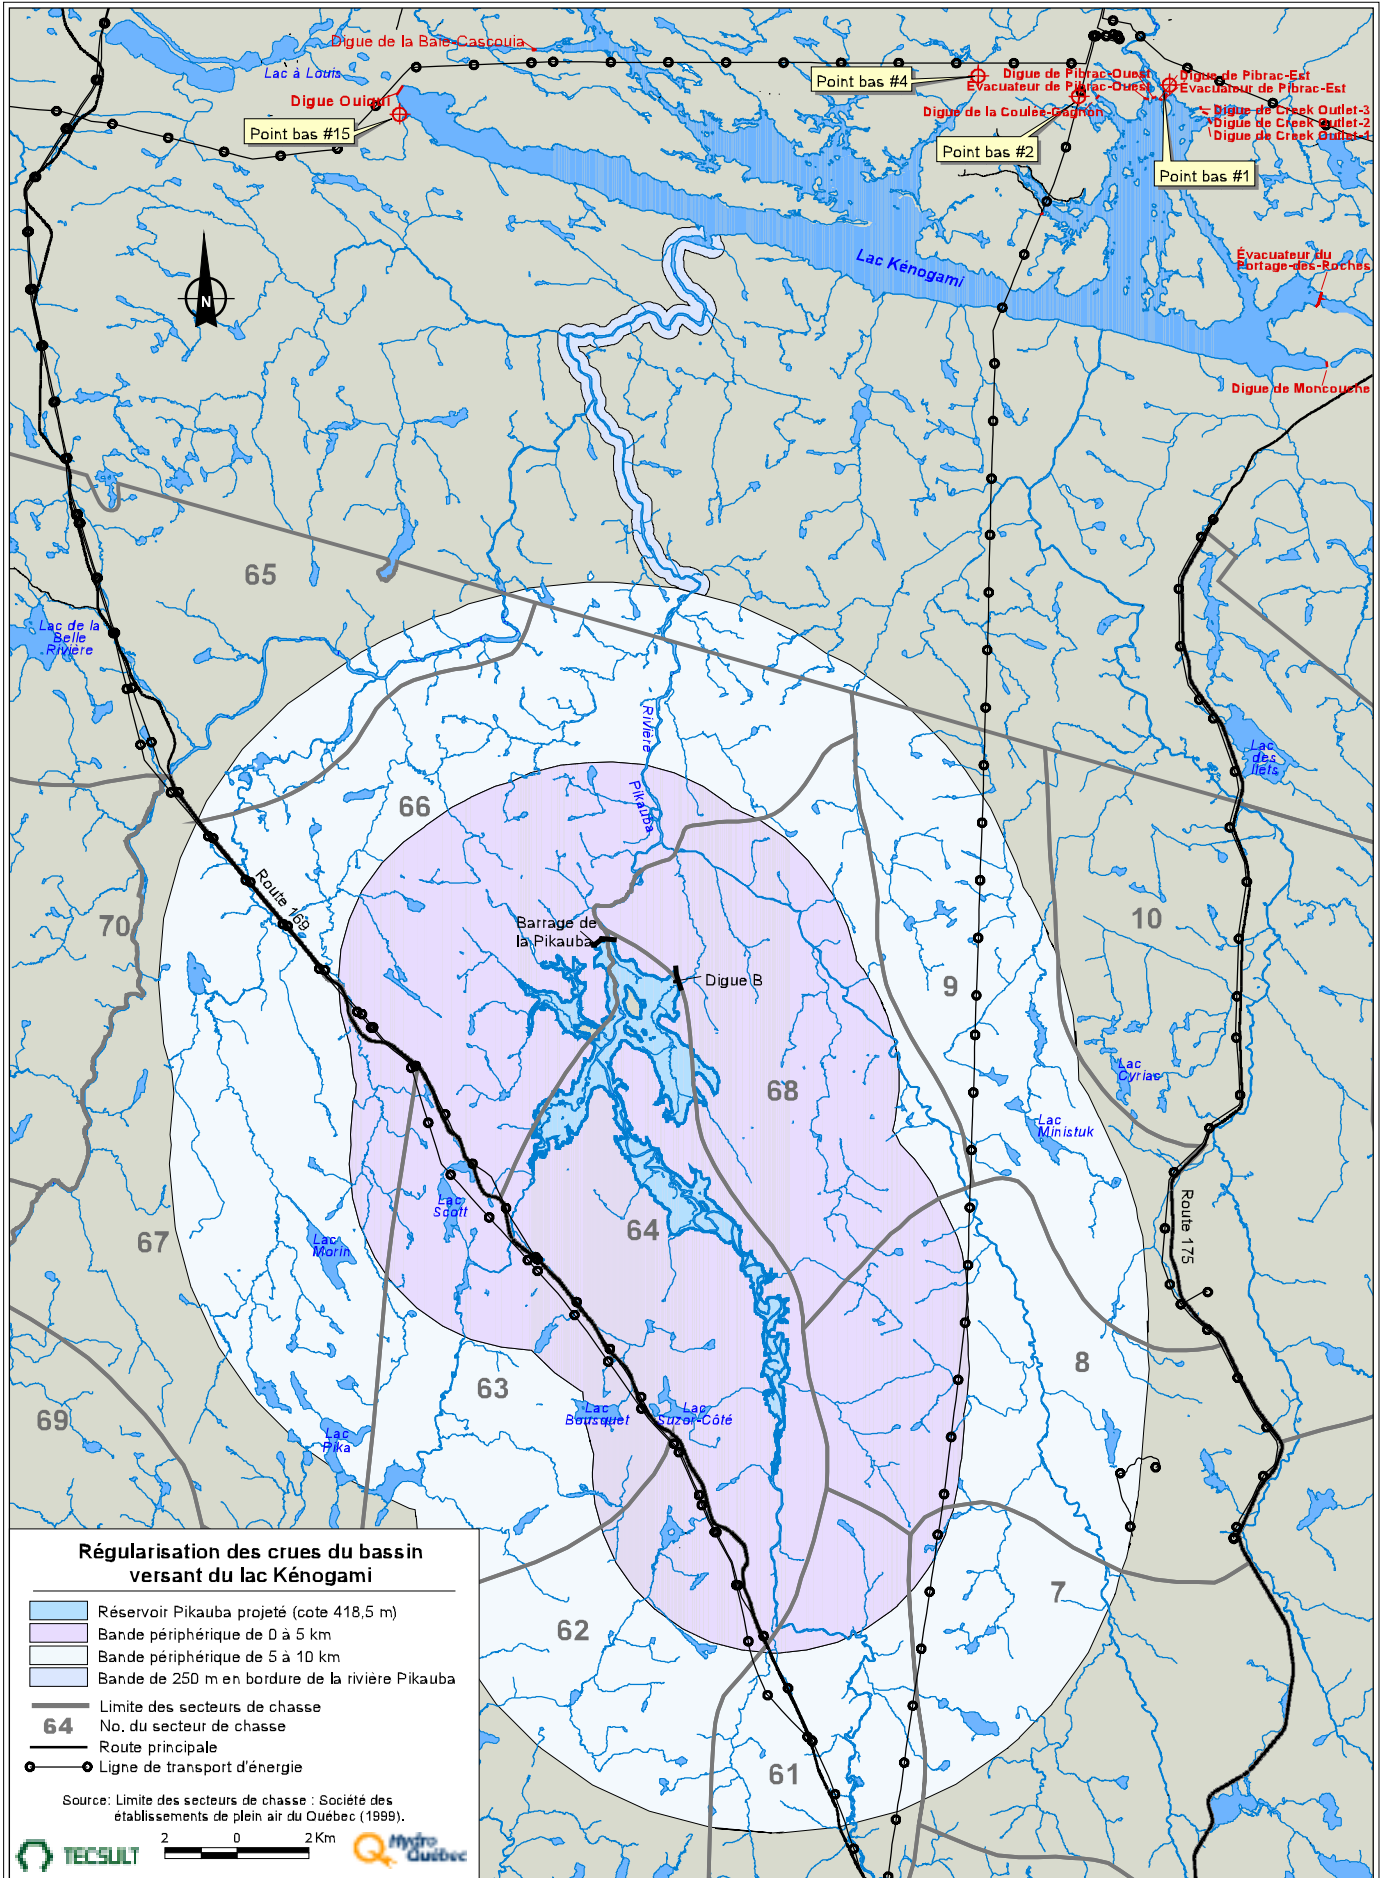 Digue de la Baie-Cascouia
Lac à Louis
Digue Ouiqui
Point bas #15
Point bas #4
Digue de Pibrac-Ouest
Évacuateur de Pibrac-Ouest
Digue de la Coulée-Gagnon
Point bas #2
Digue de Pibrac-Est
Évacuateur de Pibrac-Est
Digue de Creek Outlet-3
Digue de Creek Outlet-2
Digue de Creek Outlet-1
Point bas #1
Lac Kénogami
Évacuateur du
Portage-des-Roches
Digue de Moncouche
N
65
Lac de la
Belle
Rivière
Rivière
Pikauba
Lac
des
Ilets
66
Route 169
70
Barrage de
la Pikauba
Digue B
9
10
68
Lac
Cyriac
Lac
Ministuk
Lac
Scott
64
67
Lac
Morin
Route 175
8
63
69
Lac
Bousquet
Lac
Suzor-Côté
Lac
Pika
7
62
61
Régularisation des crues du bassin
versant du lac Kénogami
Réservoir Pikauba projeté (cote 418,5 m)
Bande périphérique de 0 à 5 km
Bande périphérique de 5 à 10 km
Bande de 250 m en bordure de la rivière Pikauba
Limite des secteurs de chasse
64 No. du secteur de chasse
Route principale
Ligne de transport d'énergie
Source: Limite des secteurs de chasse : Société des
établissements de plein air du Québec (1999).
TECSULT
2 0 2 Km
Hydro
Québec